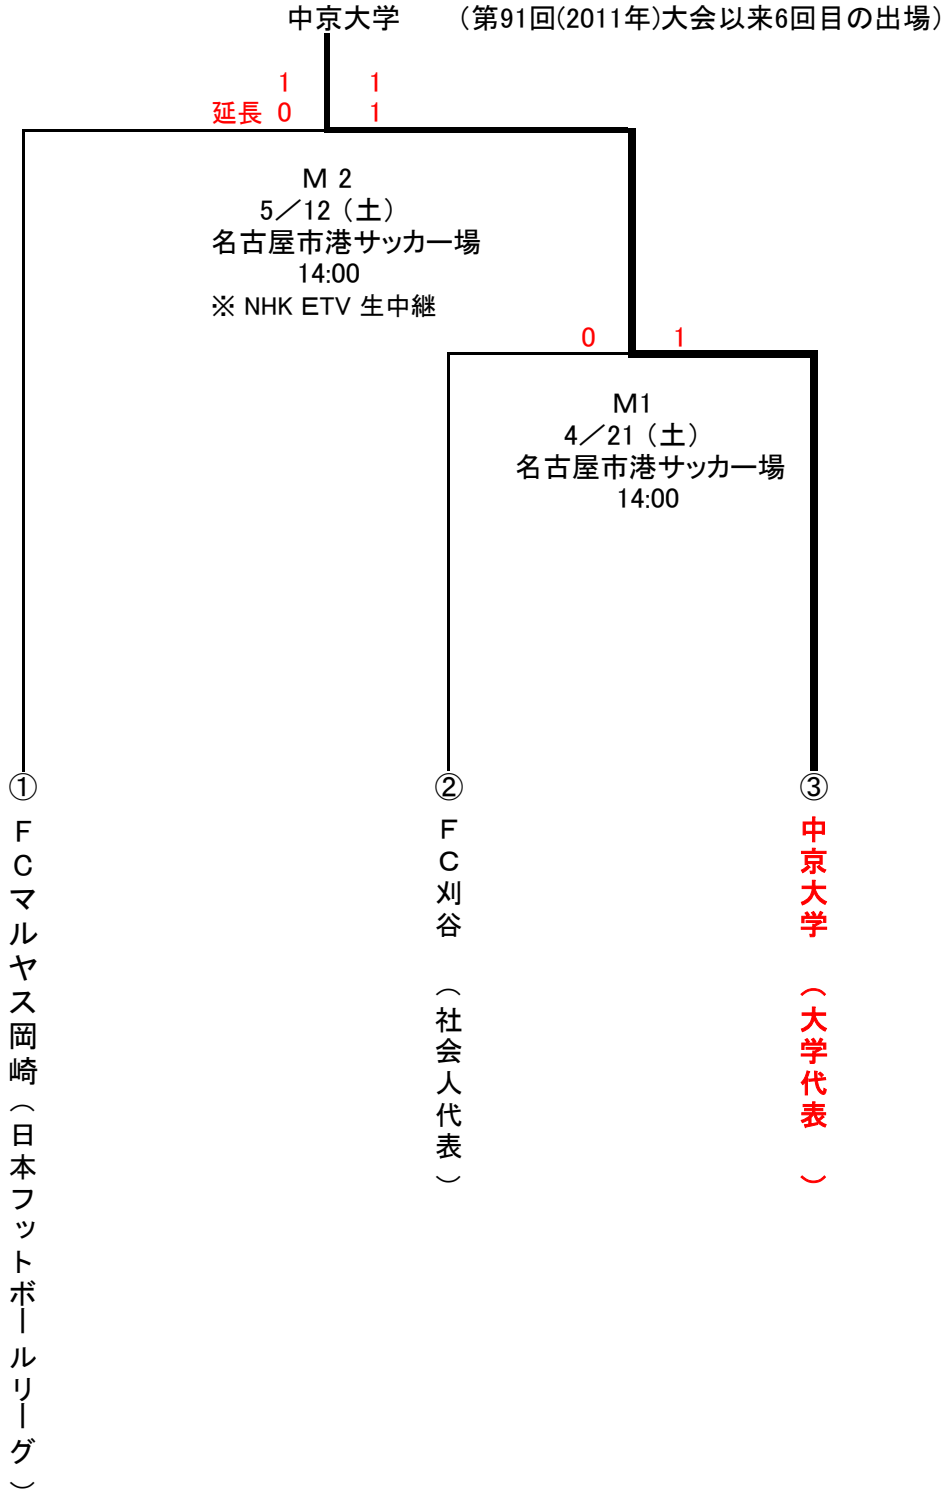 中京大学 （第91回(2011年)大会以来6回目の出場）
1 1
延長 0 1
Ｍ 2
5／12（土）
名古屋市港サッカー場
14:00
※ NHK ETV 生中継
0 1
Ｍ1
4／21（土）
名古屋市港サッカー場
14:00
①ＦＣマルヤス岡崎（日本フットボールリーグ）
②ＦＣ刈谷 （社会人代表）
③中京大学 （大学代表 ）